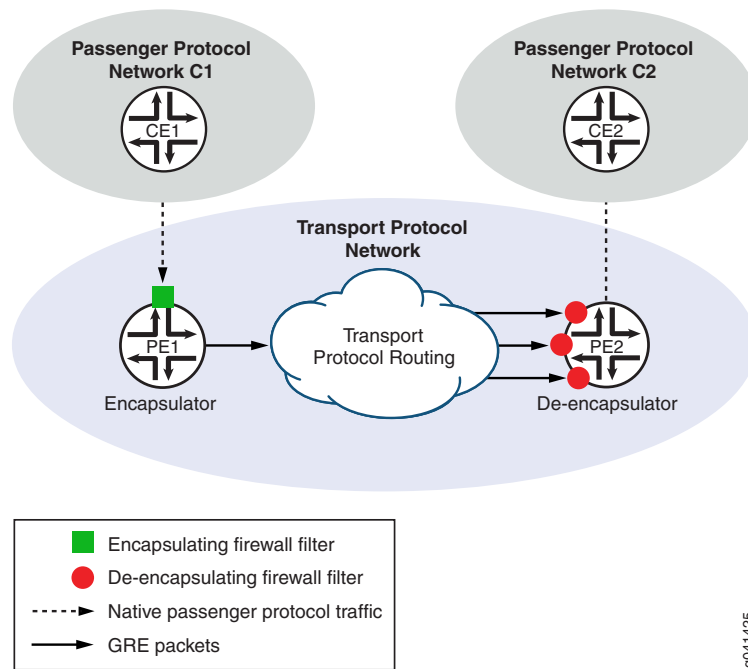 Passenger Protocol
Network C1
CE1
Passenger Protocol
Network C2
CE2
Transport Protocol
Network
PE1
Encapsulator
Transport
Protocol Routing
PE2
De-encapsulator
Encapsulating firewall filter
De-encapsulating firewall filter
Native passenger protocol traffic
GRE packets
g041425